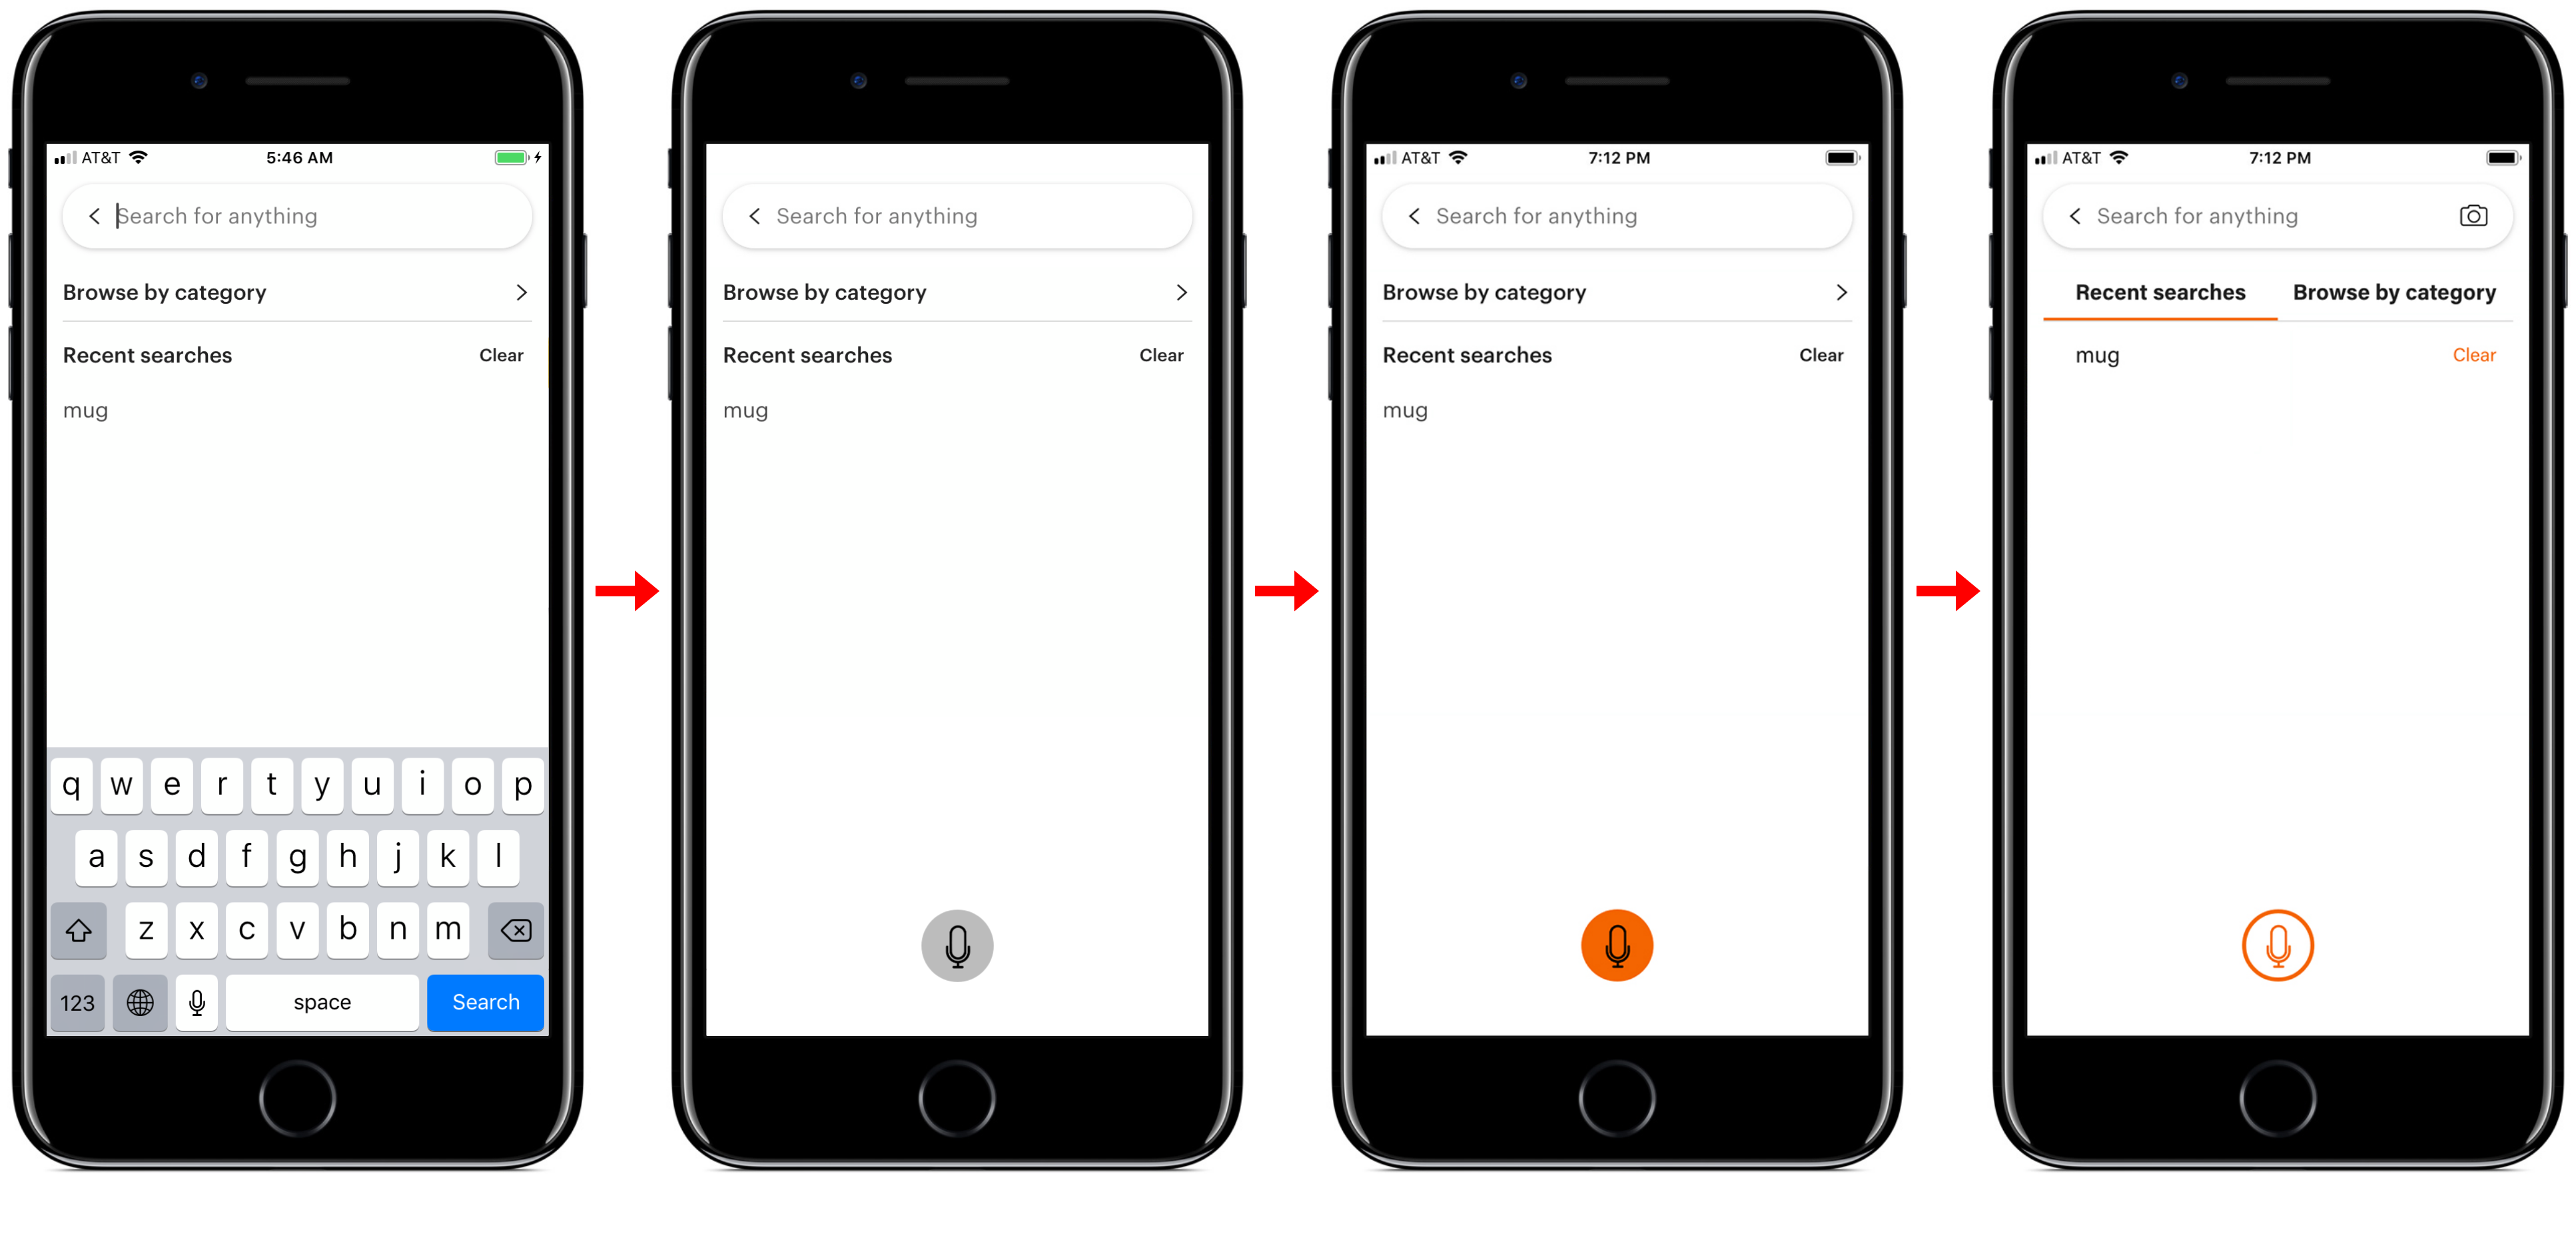 AT&T 5:46 AM
Search for anything
Browse by category
Recent searches Clear
mug
q w e r t y u i o p
a s d f g h j k l
z x c v b n m
123 space Search
Search for anything
Browse by category
Recent searches Clear
mug
AT&T 7:12 PM
Search for anything
Browse by category
Recent searches Clear
mug
AT&T 7:12 PM
Search for anything
Recent searches Browse by category
mug Clear